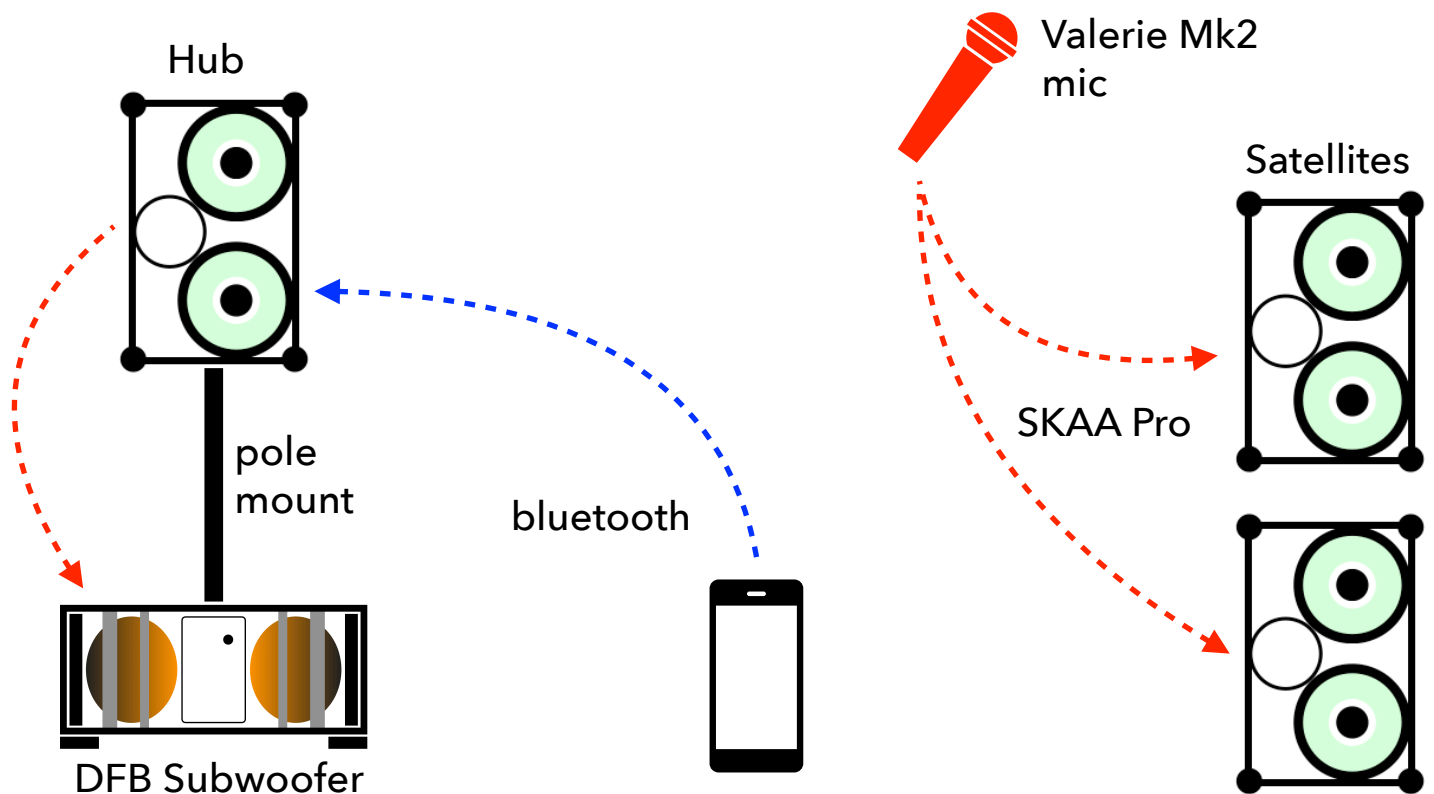 Hub
Valerie Mk2
mic
Satellites
SKAA Pro
pole
mount
bluetooth
DFB Subwoofer